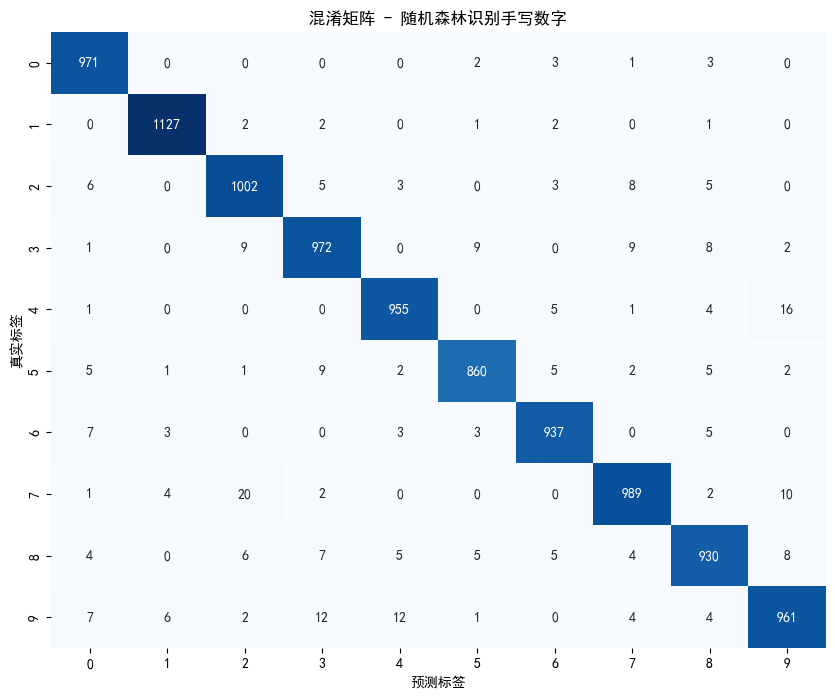 混淆矩阵 - 随机森林识别手写数字
真实标签
0 971 0 0 0 0 2 3 1 3 0
1 0 1127 2 2 0 1 2 0 1 0
2 6 0 1002 5 3 0 3 8 5 0
3 1 0 9 972 0 9 0 9 8 2
4 1 0 0 0 955 0 5 1 4 16
5 5 1 1 9 2 860 5 2 5 2
6 7 3 0 0 3 3 937 0 5 0
7 1 4 20 2 0 0 0 989 2 10
8 4 0 6 7 5 5 5 4 930 8
9 7 6 2 12 12 1 0 4 4 961
0 1 2 3 4 5 6 7 8 9
预测标签